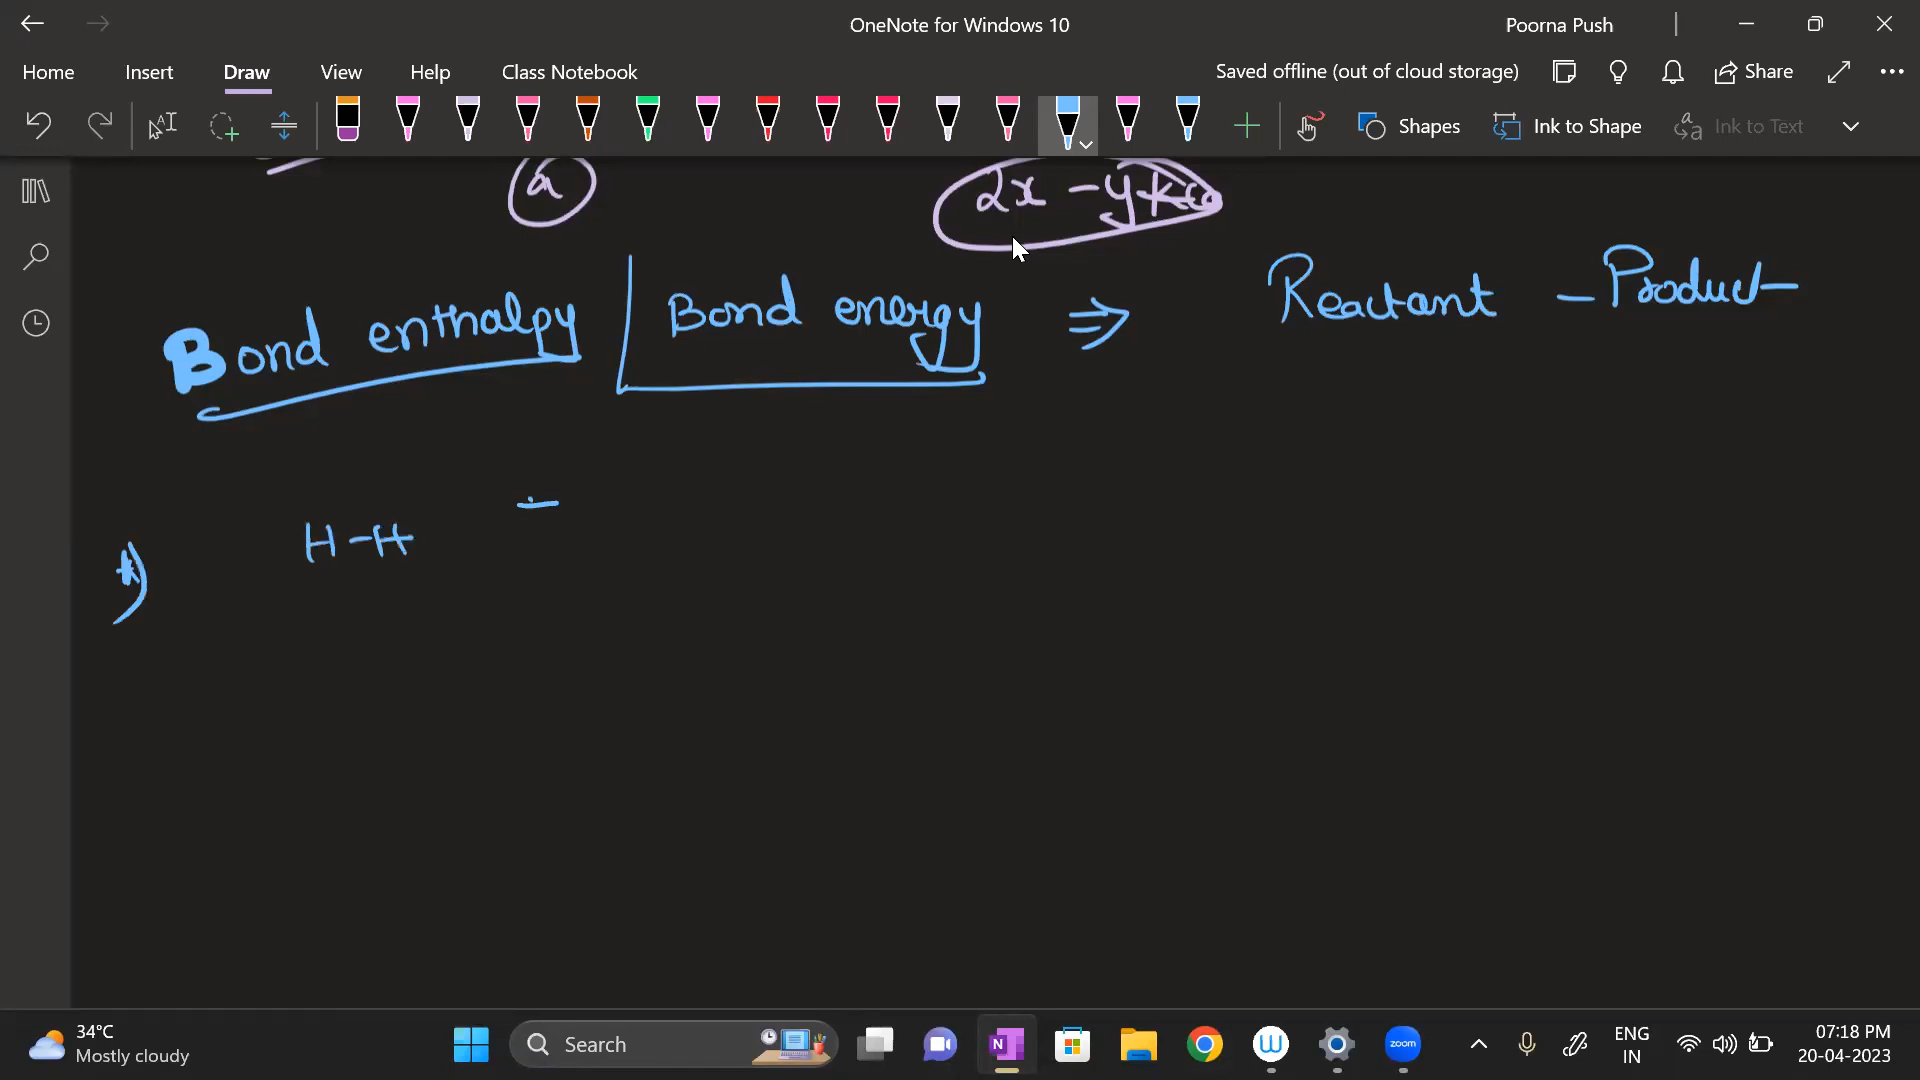 OneNote for Windows 10
Poorna Push
Home Insert Draw View Help Class Notebook
Saved offline (out of cloud storage) Share
Shapes Ink to Shape Ink to Text
a
2x - y
Bond enthalpy | Bond energy ⇒ Reactant - Product -
H-H -
34°C
Mostly cloudy
Search
zoom
ENG
IN
07:18 PM
20-04-2023